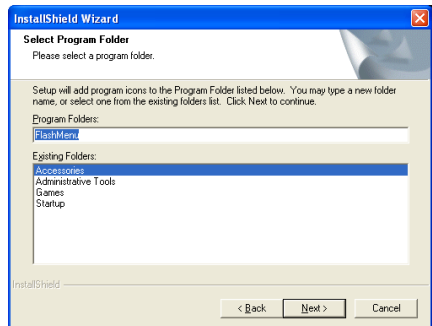 InstallShield Wizard
Select Program Folder
Please select a program folder.
Setup will add program icons to the Program Folder listed below. You may type a new folder
name, or select one from the existing folders list. Click Next to continue.
Program Folders:
FlashMenu
Existing Folders:
Accessories
Administrative Tools
Games
Startup
InstallShield
< Back Next > Cancel